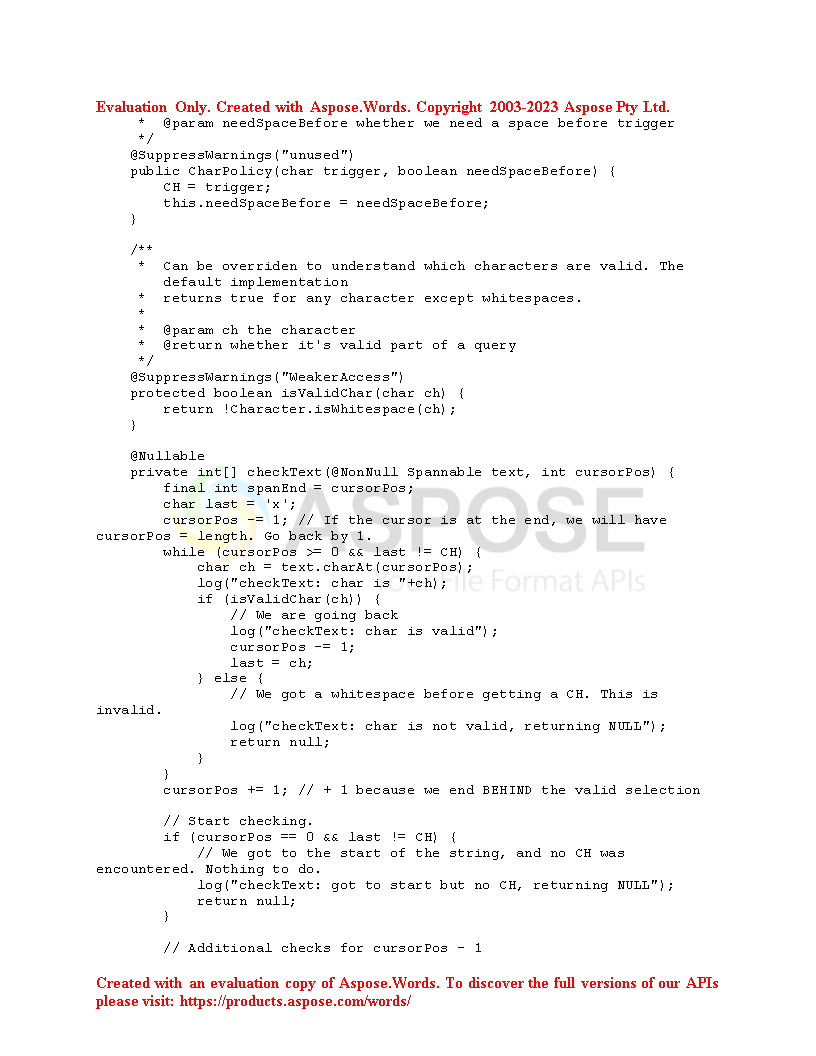 Evaluation Only. Created with Aspose.Words. Copyright 2003-2023 Aspose Pty Ltd.
     *  @param needSpaceBefore whether we need a space before trigger
     */
    @SuppressWarnings("unused")
    public CharPolicy(char trigger, boolean needSpaceBefore) {
        CH = trigger;
        this.needSpaceBefore = needSpaceBefore;
    }

    /**
     *  Can be overriden to understand which characters are valid. The
        default implementation
     *  returns true for any character except whitespaces.
     *
     *  @param ch the character
     *  @return whether it's valid part of a query
     */
    @SuppressWarnings("WeakerAccess")
    protected boolean isValidChar(char ch) {
        return !Character.isWhitespace(ch);
    }

    @Nullable
    private int[] checkText(@NonNull Spannable text, int cursorPos) {
        final int spanEnd = cursorPos;
        char last = 'x';
        cursorPos -= 1; // If the cursor is at the end, we will have
cursorPos = length. Go back by 1.
        while (cursorPos >= 0 && last != CH) {
            char ch = text.charAt(cursorPos);
            log("checkText: char is "+ch);
            if (isValidChar(ch)) {
                // We are going back
                log("checkText: char is valid");
                cursorPos -= 1;
                last = ch;
            } else {
                // We got a whitespace before getting a CH. This is
invalid.
                log("checkText: char is not valid, returning NULL");
                return null;
            }
        }
        cursorPos += 1; // + 1 because we end BEHIND the valid selection

        // Start checking.
        if (cursorPos == 0 && last != CH) {
            // We got to the start of the string, and no CH was
encountered. Nothing to do.
            log("checkText: got to start but no CH, returning NULL");
            return null;
        }

        // Additional checks for cursorPos - 1
ASPOSE
File Format APIs
Created with an evaluation copy of Aspose.Words. To discover the full versions of our APIs
please visit: https://products.aspose.com/words/